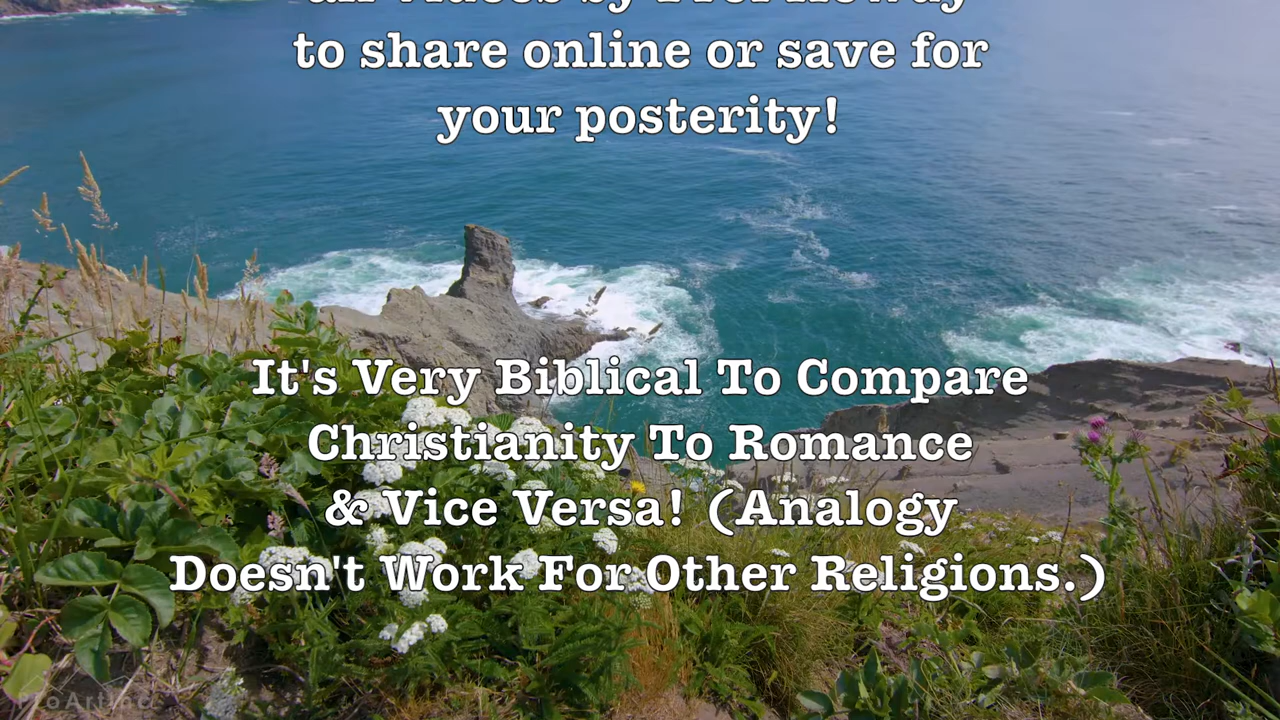 to share online or save for
your posterity!
It's Very Biblical To Compare
Christianity To Romance
& Vice Versa! (Analogy
Doesn't Work For Other Religions.)